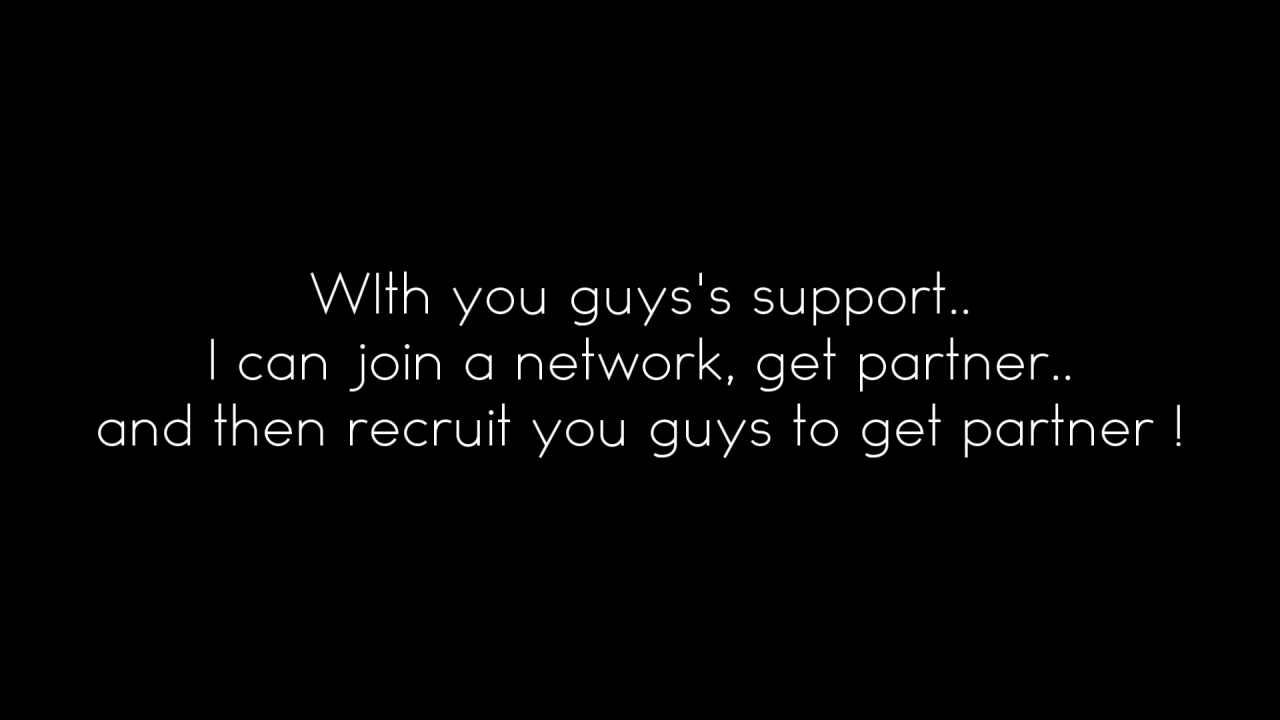 WIth you guys's support..
I can join a network, get partner..
and then recruit you guys to get partner !